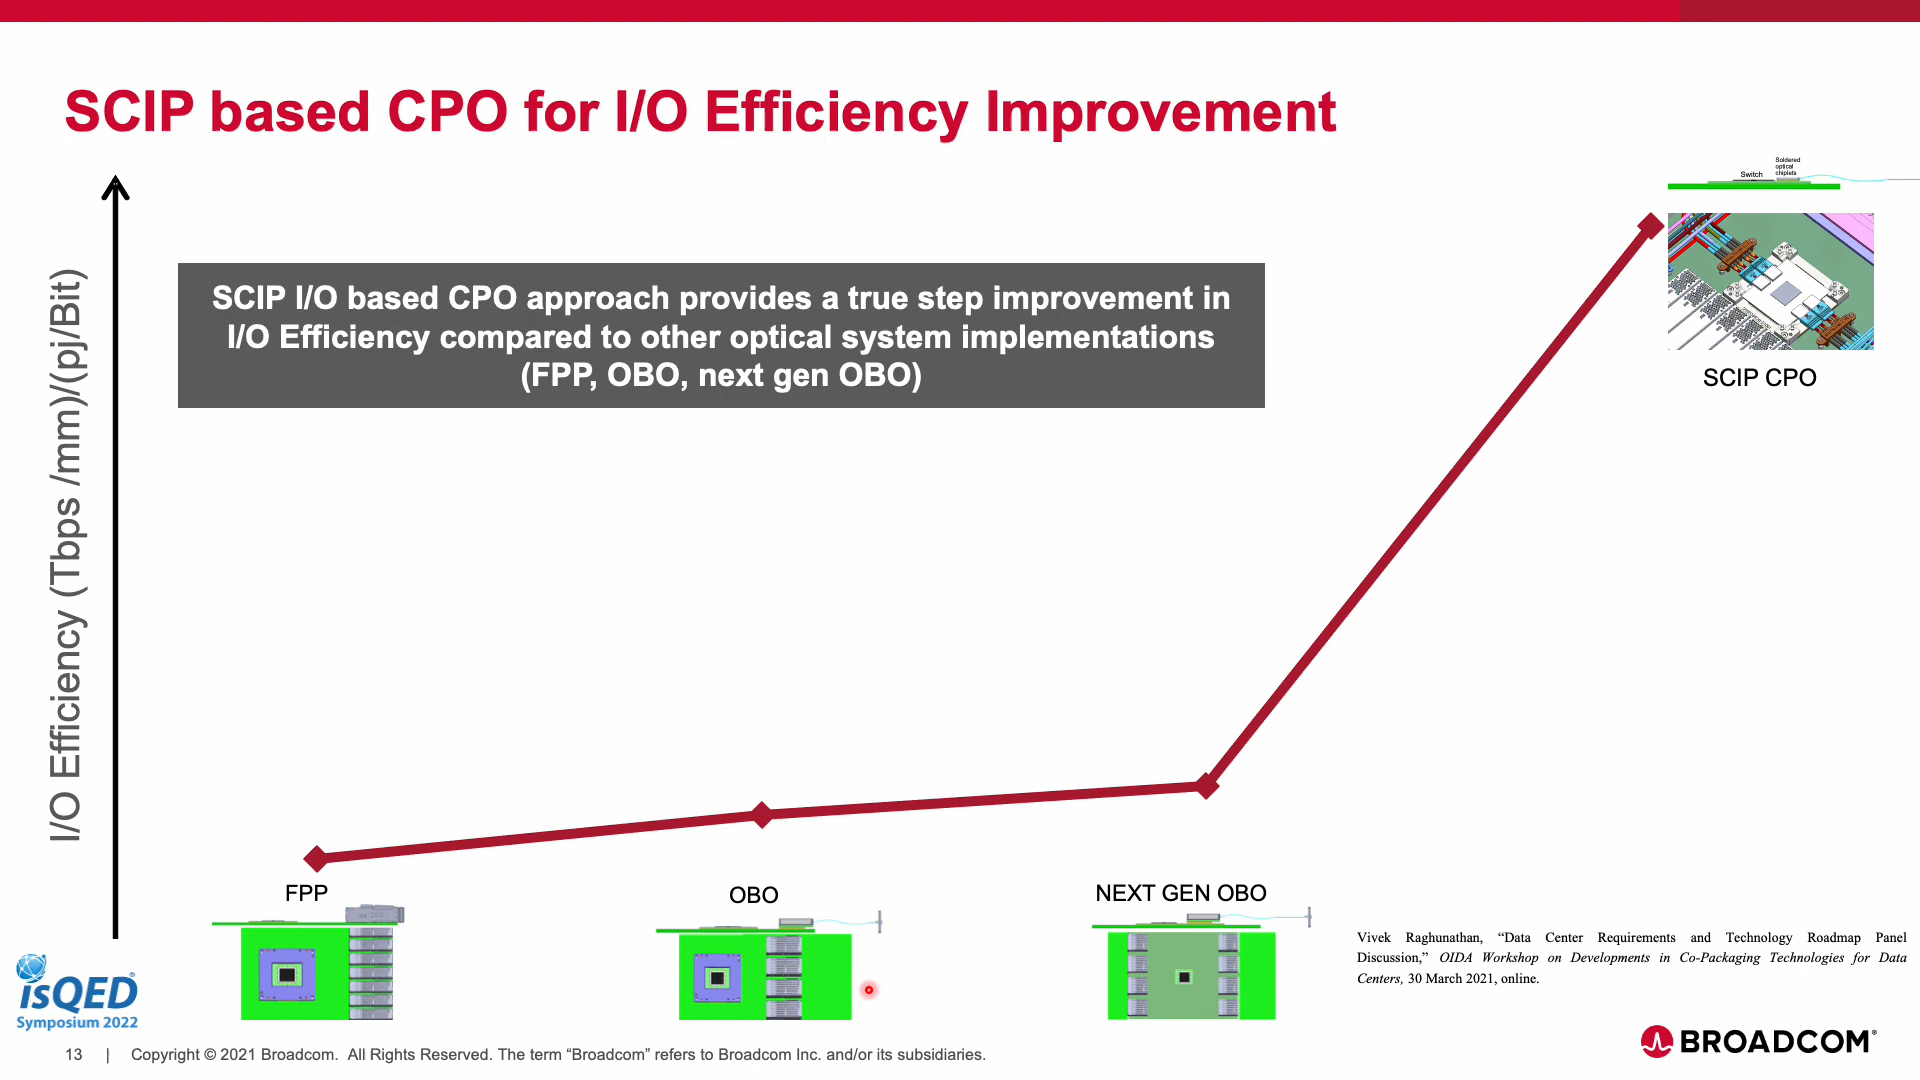 SCIP based CPO for I/O Efficiency Improvement
Soldered
optical
chiplets
Switch
SCIP I/O based CPO approach provides a true step improvement in
I/O Efficiency compared to other optical system implementations
(FPP, OBO, next gen OBO)
I/O Efficiency (Tbps /mm)/(pj/Bit)
SCIP CPO
FPP
OBO
NEXT GEN OBO
Vivek Raghunathan, “Data Center Requirements and Technology Roadmap Panel
Discussion,” OIDA Workshop on Developments in Co-Packaging Technologies for Data
Centers, 30 March 2021, online.
isQED®
Symposium 2022
13 | Copyright © 2021 Broadcom. All Rights Reserved. The term “Broadcom” refers to Broadcom Inc. and/or its subsidiaries.
BROADCOM®